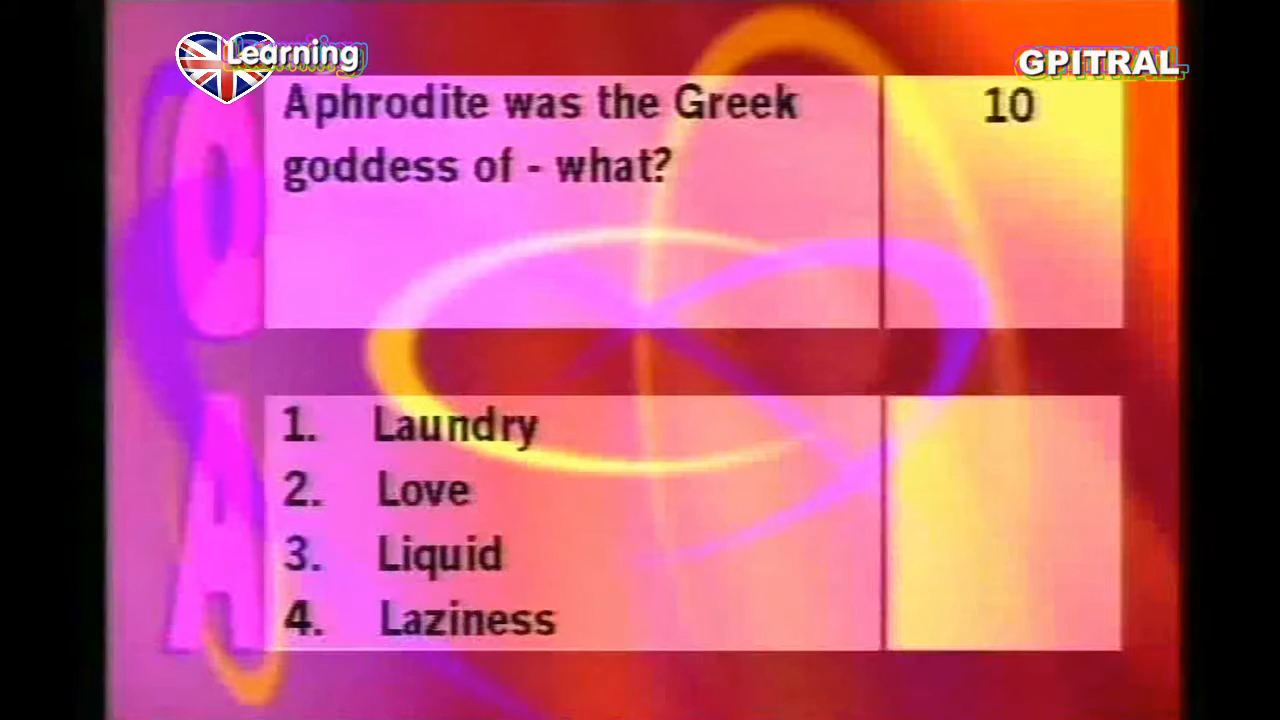 Learning
GPITRAL
Q
Aphrodite was the Greek
goddess of - what?
10
A
1. Laundry
2. Love
3. Liquid
4. Laziness